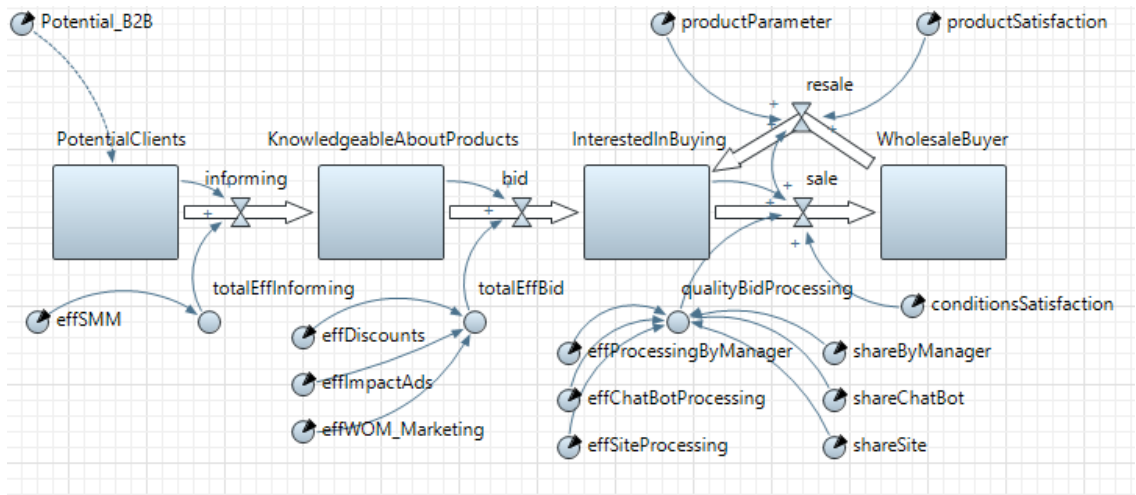 Potential_B2B
productParameter
productSatisfaction
resale
PotentialClients
KnowledgeableAboutProducts
InterestedInBuying
WholesaleBuyer
informing
bid
sale
totalEffInforming
totalEffBid
qualityBidProcessing
conditionsSatisfaction
effSMM
effDiscounts
effProcessingByManager
shareByManager
effImpactAds
effChatBotProcessing
shareChatBot
effWOM_Marketing
effSiteProcessing
shareSite